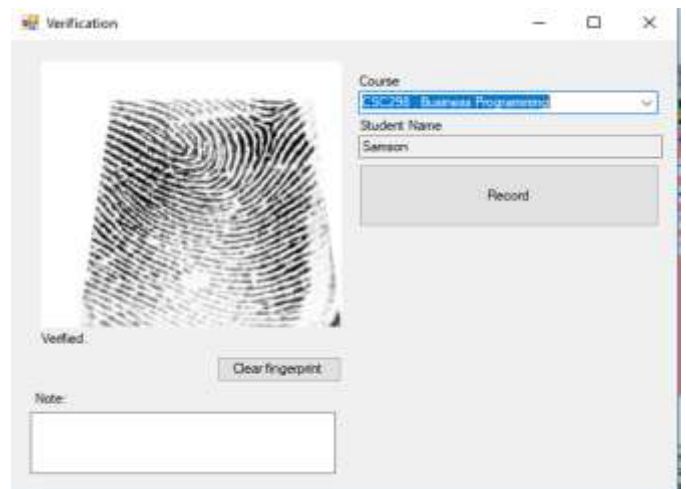 Verification
Course
CSC298 : Business Programming
Student Name
Samson
Record
Verified.
Clear fingerprint
Note: